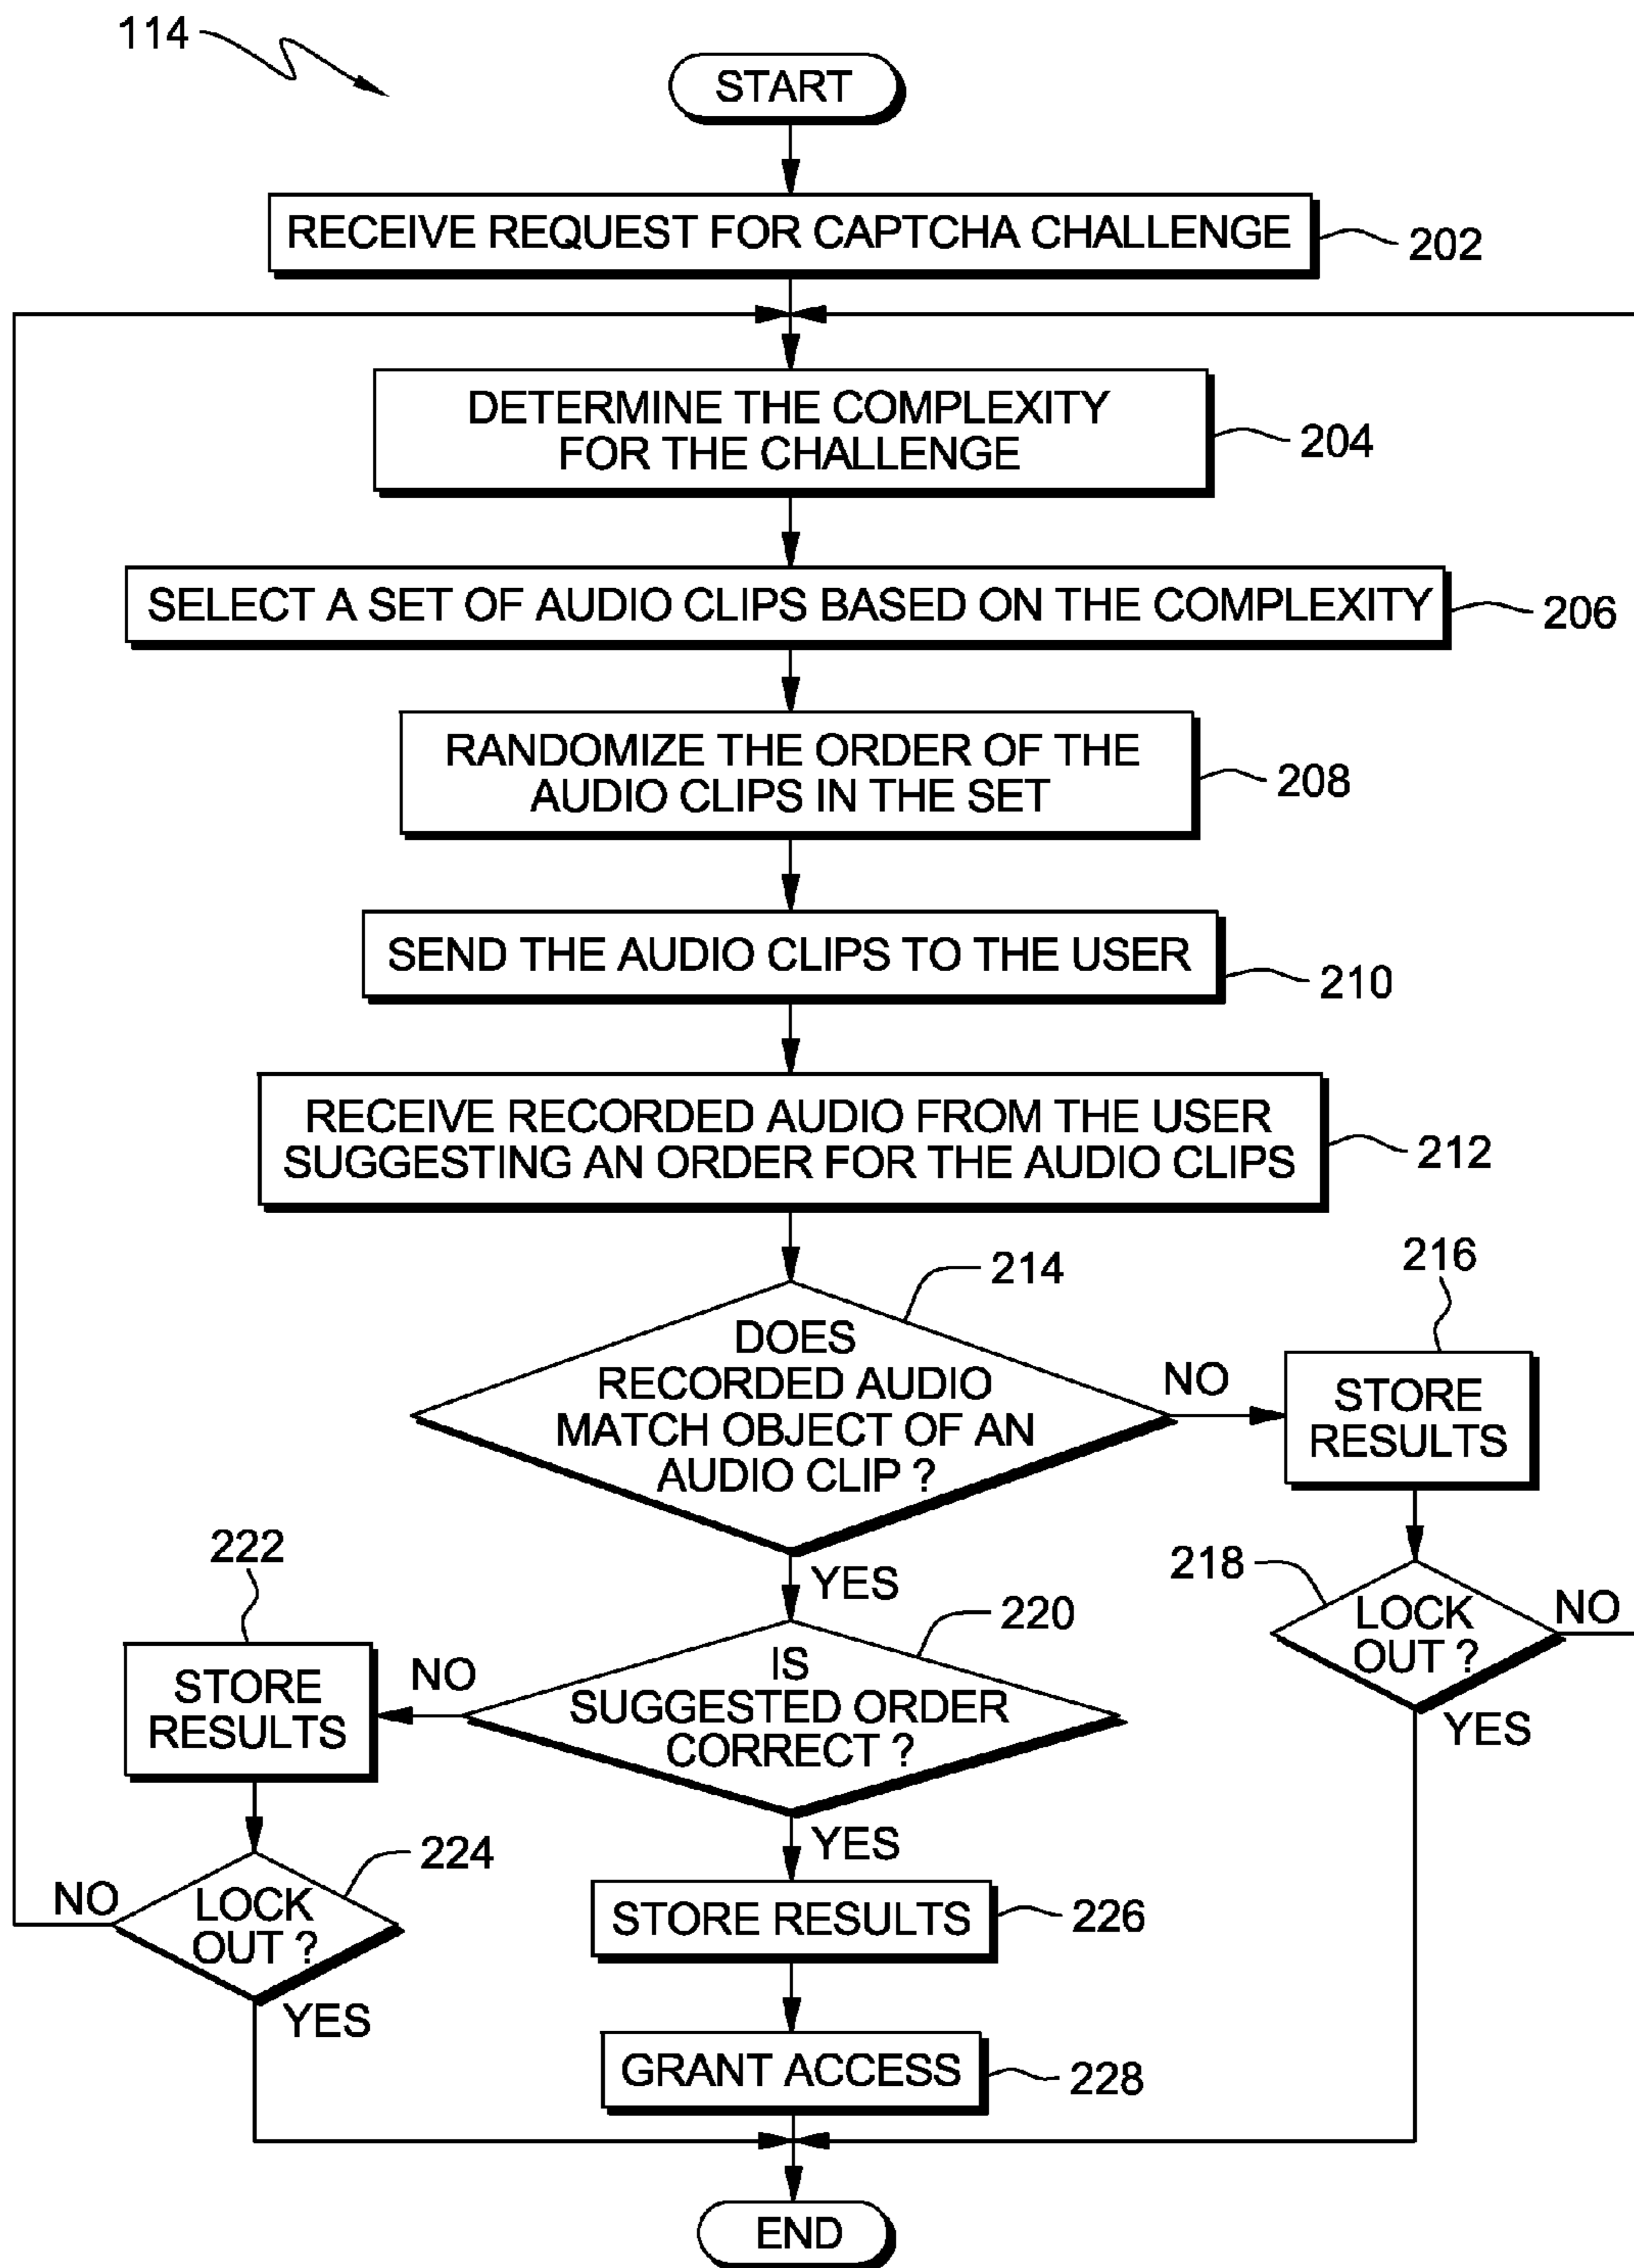 114
START
RECEIVE REQUEST FOR CAPTCHA CHALLENGE
202
DETERMINE THE COMPLEXITY
FOR THE CHALLENGE
204
SELECT A SET OF AUDIO CLIPS BASED ON THE COMPLEXITY
206
RANDOMIZE THE ORDER OF THE
AUDIO CLIPS IN THE SET
208
SEND THE AUDIO CLIPS TO THE USER
210
RECEIVE RECORDED AUDIO FROM THE USER
SUGGESTING AN ORDER FOR THE AUDIO CLIPS
212
214
DOES
RECORDED AUDIO
MATCH OBJECT OF AN
AUDIO CLIP ?
NO
216
STORE
RESULTS
YES
218
LOCK
OUT ?
NO
YES
220
IS
SUGGESTED ORDER
CORRECT ?
NO
222
STORE
RESULTS
224
LOCK
OUT ?
NO
YES
YES
STORE RESULTS
226
GRANT ACCESS
228
END